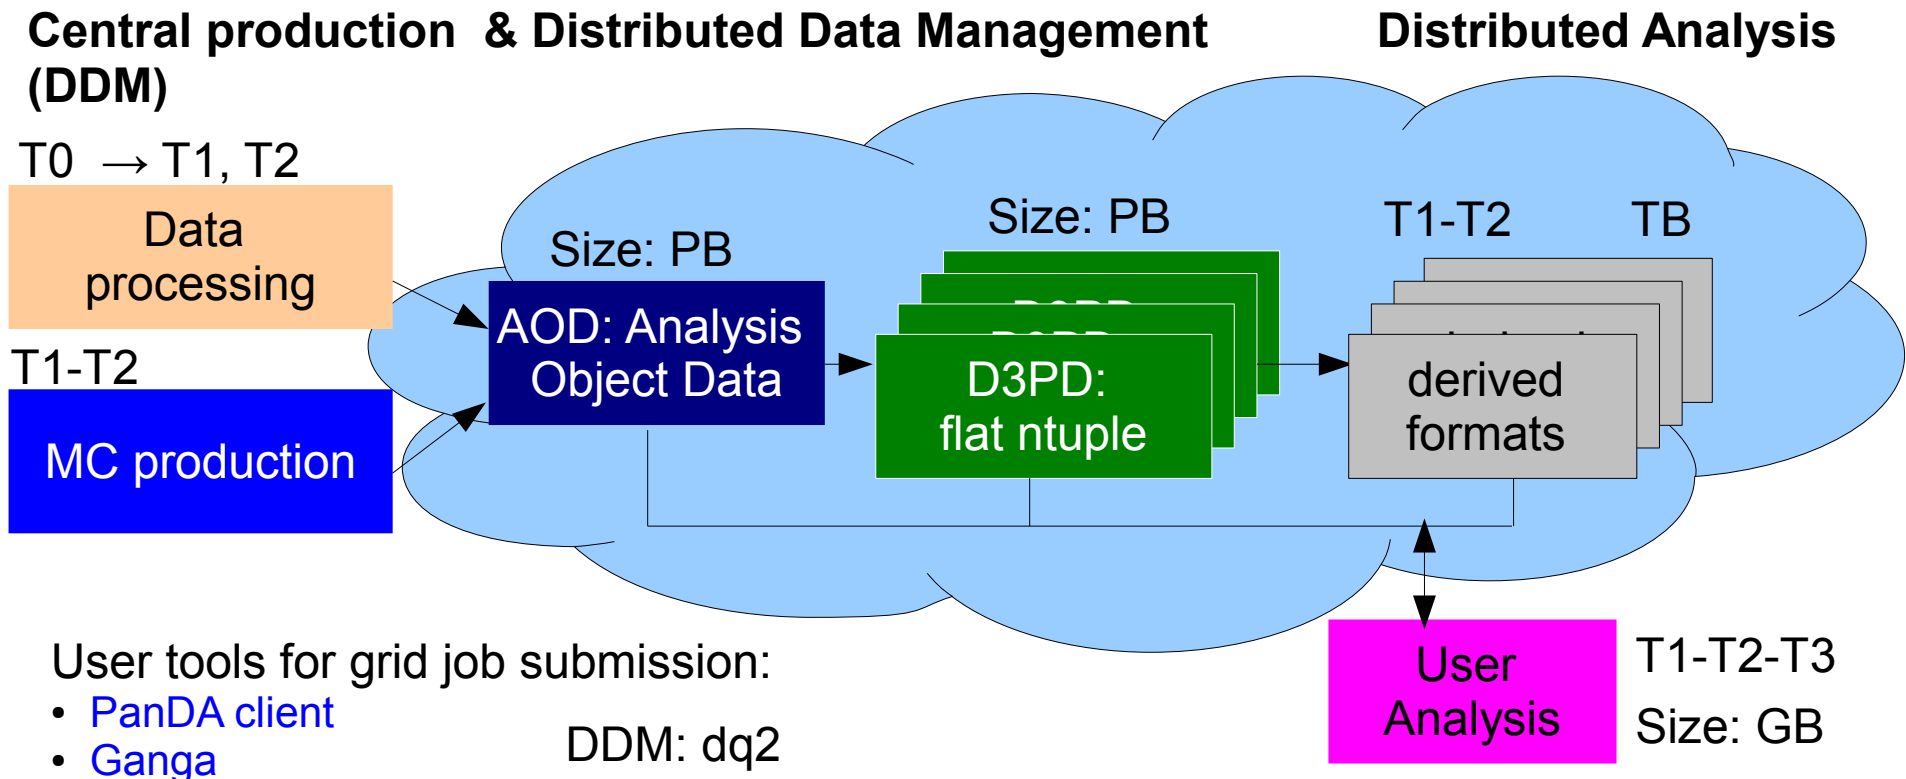 Central production & Distributed Data Management
(DDM)
Distributed Analysis
T0 → T1, T2
Data
processing
T1-T2
MC production
Size: PB
AOD: Analysis
Object Data
Size: PB
D3PD:
flat ntuple
T1-T2 TB
derived
formats
User
Analysis
T1-T2-T3
Size: GB
User tools for grid job submission:
• PanDA client
• Ganga
DDM: dq2